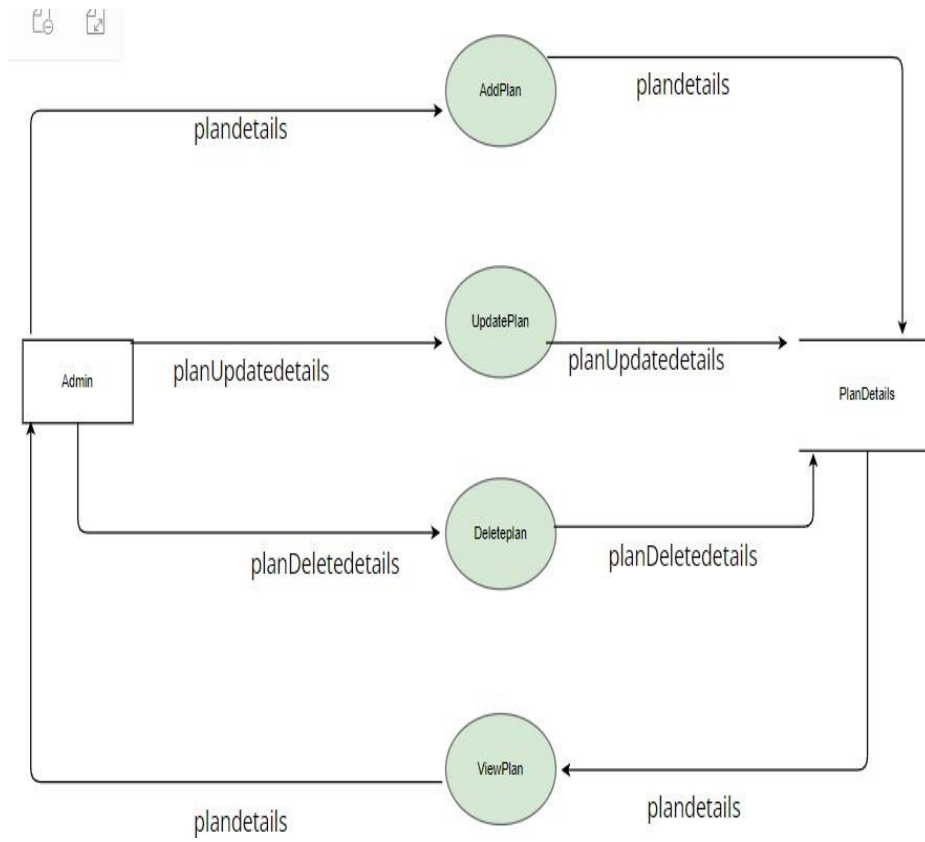 AddPlan
plandetails
plandetails
UpdatePlan
planUpdatedetails
planUpdatedetails
Admin
PlanDetails
Deleteplan
planDeletedetails
planDeletedetails
ViewPlan
plandetails
plandetails